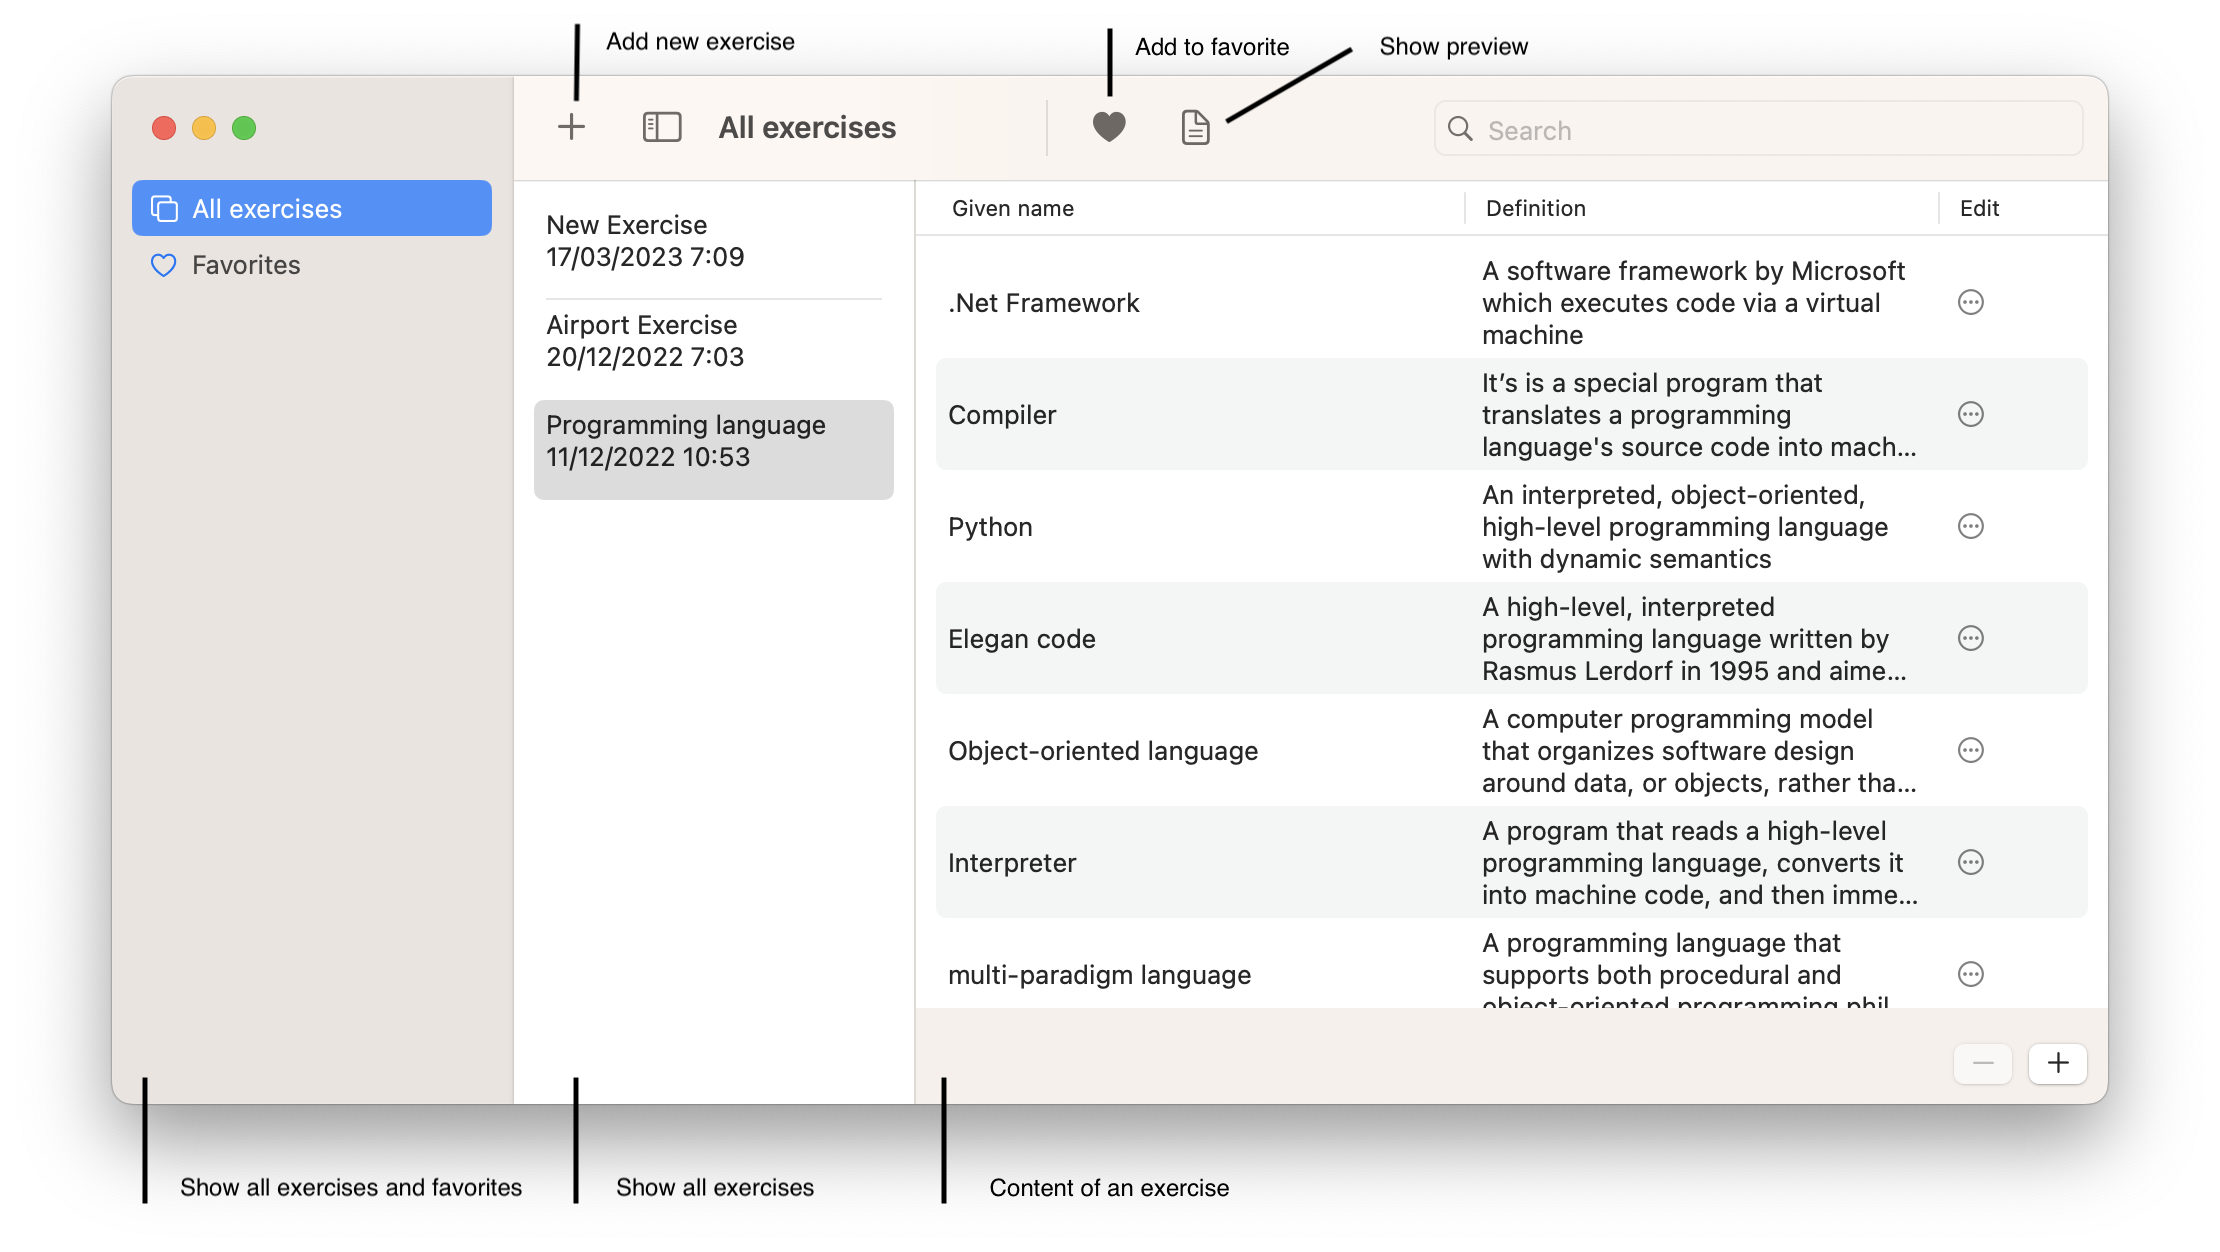 Add new exercise
Add to favorite
Show preview
All exercises
Search
All exercises
Favorites
New Exercise
17/03/2023 7:09
Airport Exercise
20/12/2022 7:03
Programming language
11/12/2022 10:53
Given name
Definition
Edit
.Net Framework
A software framework by Microsoft
which executes code via a virtual
machine
Compiler
It’s is a special program that
translates a programming
language's source code into mach...
Python
An interpreted, object-oriented,
high-level programming language
with dynamic semantics
Elegan code
A high-level, interpreted
programming language written by
Rasmus Lerdorf in 1995 and aime...
Object-oriented language
A computer programming model
that organizes software design
around data, or objects, rather tha...
Interpreter
A program that reads a high-level
programming language, converts it
into machine code, and then imme...
multi-paradigm language
A programming language that
supports both procedural and
object-oriented programming phil
Show all exercises and favorites
Show all exercises
Content of an exercise